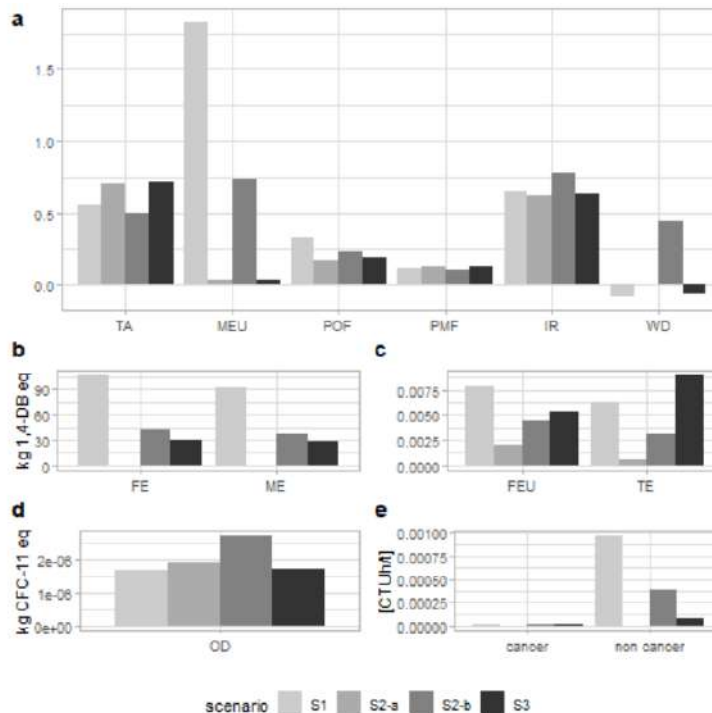 a
1.5
1.0
0.5
0.0
TA MEU POF PMF IR WD
b
kg 1,4-DB eq
90
60
30
0
FE ME
c
0.0075
0.0050
0.0025
0.0000
FEU TE
d
kg CFC-11 eq
2e-06
1e-06
0e+00
OD
e
[CTUh/t]
0.00100
0.00075
0.00050
0.00025
0.00000
cancer non cancer
scenario S1 S2-a S2-b S3